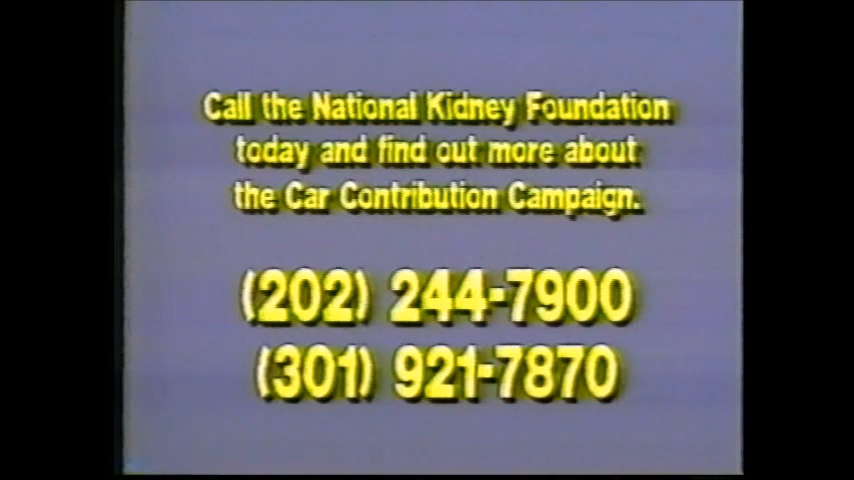 Call the National Kidney Foundation
today and find out more about
the Car Contribution Campaign.
(202) 244-7900
(301) 921-7870